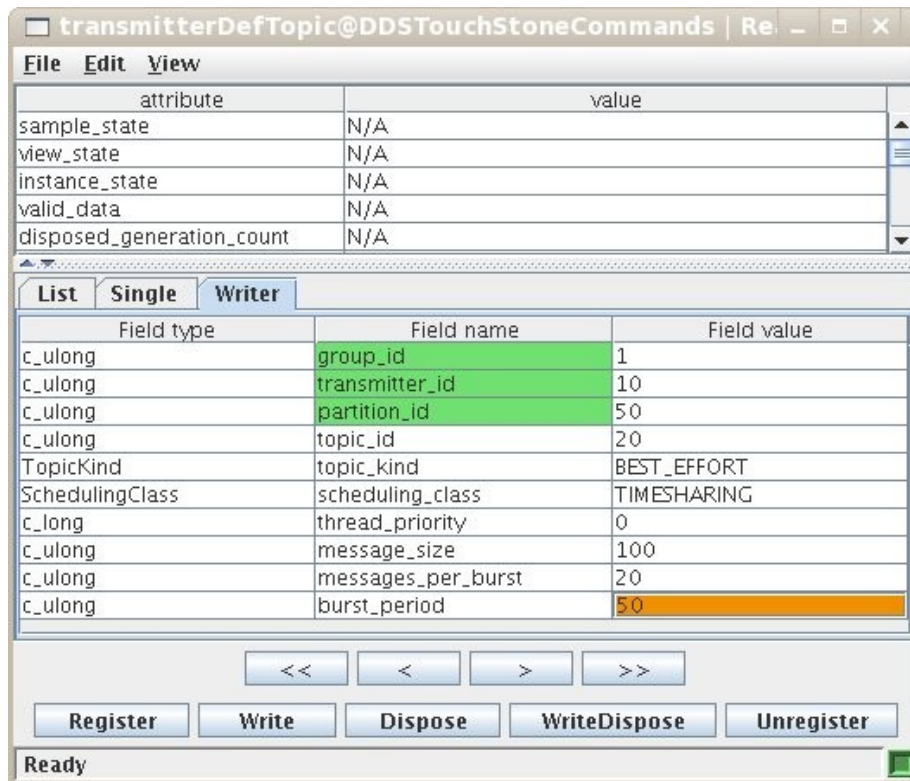 transmitterDefTopic@DDSTouchStoneCommands | Re
File Edit View
attribute value
sample_state N/A
view_state N/A
instance_state N/A
valid_data N/A
disposed_generation_count N/A
List Single Writer
Field type Field name Field value
c_ulong group_id 1
c_ulong transmitter_id 10
c_ulong partition_id 50
c_ulong topic_id 20
TopicKind topic_kind BEST_EFFORT
SchedulingClass scheduling_class TIMESHARING
c_long thread_priority 0
c_ulong message_size 100
c_ulong messages_per_burst 20
c_ulong burst_period 50
<< < > >>
Register Write Dispose WriteDispose Unregister
Ready